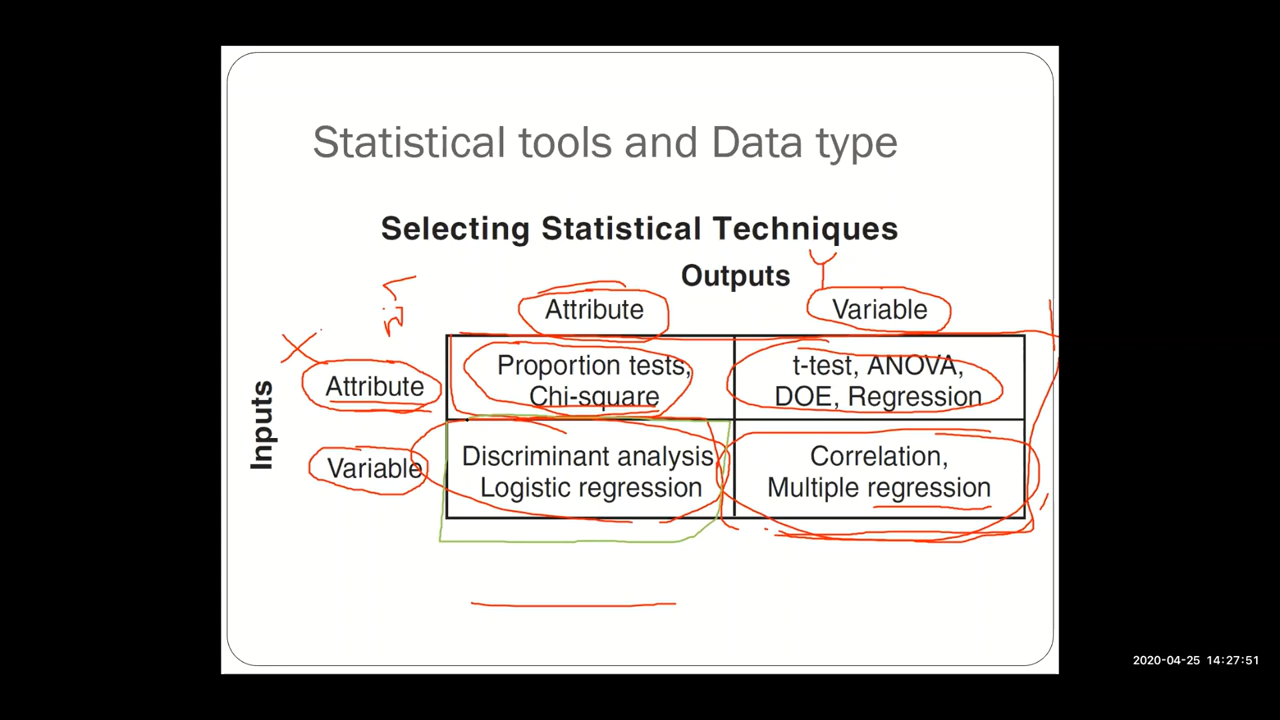 Statistical tools and Data type
Selecting Statistical Techniques
Outputs
Y
Attribute
Variable
X
Inputs
Attribute
Proportion tests,
Chi-square
t-test, ANOVA,
DOE, Regression
Variable
Discriminant analysis,
Logistic regression
Correlation,
Multiple regression
2020-04-25 14:27:51